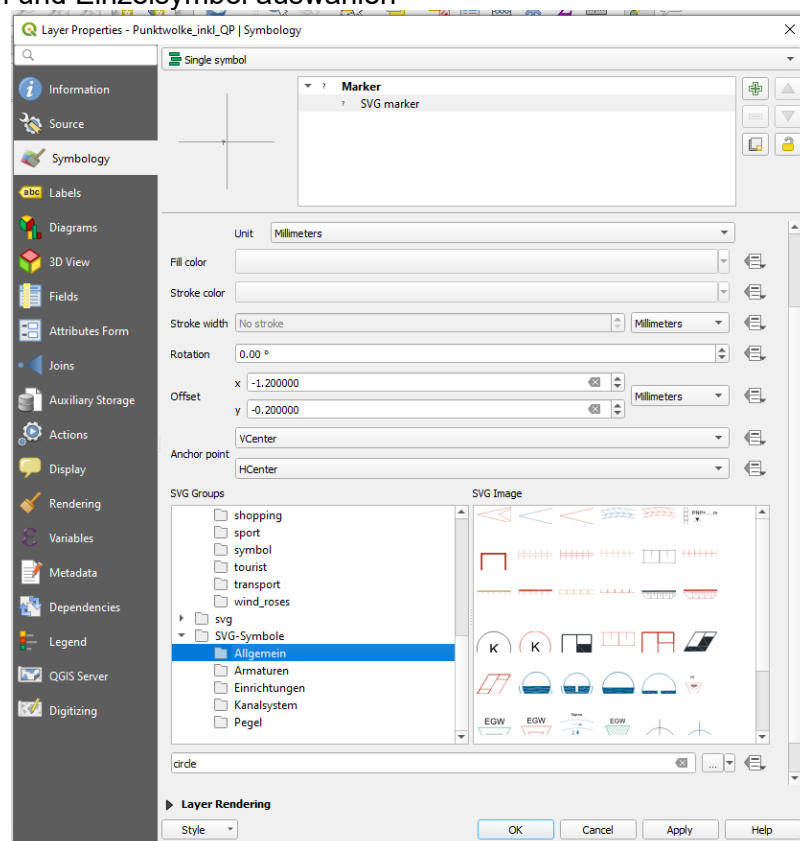 und Einzelsymbol auswählen
Layer Properties - Punktwolke_inkl_QP | Symbology
Single symbol
Information
Source
Symbology
Labels
Diagrams
3D View
Fields
Attributes Form
Joins
Auxiliary Storage
Actions
Display
Rendering
Variables
Metadata
Dependencies
Legend
QGIS Server
Digitizing
? Marker
? SVG marker
?
Unit Millimeters
Fill color
Stroke color
Stroke width No stroke Millimeters
Rotation 0.00 °
Offset x -1.200000 Millimeters
y -0.200000
Anchor point VCenter
HCenter
SVG Groups SVG Image
shopping
sport
symbol
tourist
transport
wind_roses
svg
SVG-Symbole
Allgemein
Armaturen
Einrichtungen
Kanalsystem
Pegel
K K
EGW EGW EGW
circle ...
Layer Rendering
Style OK Cancel Apply Help
abc